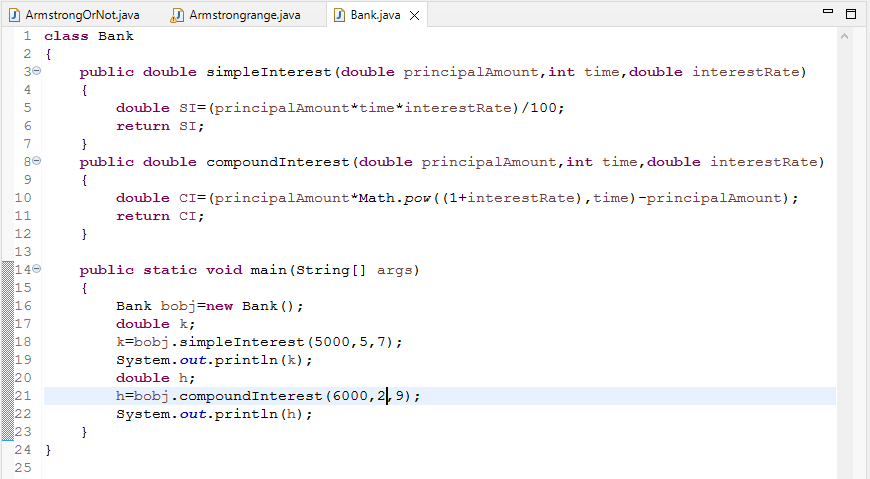 ArmstrongOrNot.java Armstrongrange.java Bank.java
1 class Bank
2 {
3 public double simpleInterest(double principalAmount,int time,double interestRate)
4 {
5 double SI=(principalAmount*time*interestRate)/100;
6 return SI;
7 }
8 public double compoundInterest(double principalAmount,int time,double interestRate)
9 {
10 double CI=(principalAmount*Math.pow((1+interestRate),time)-principalAmount);
11 return CI;
12 }
13
14 public static void main(String[] args)
15 {
16 Bank bobj=new Bank();
17 double k;
18 k=bobj.simpleInterest(5000,5,7);
19 System.out.println(k);
20 double h;
21 h=bobj.compoundInterest(6000,2,9);
22 System.out.println(h);
23 }
24 }
25